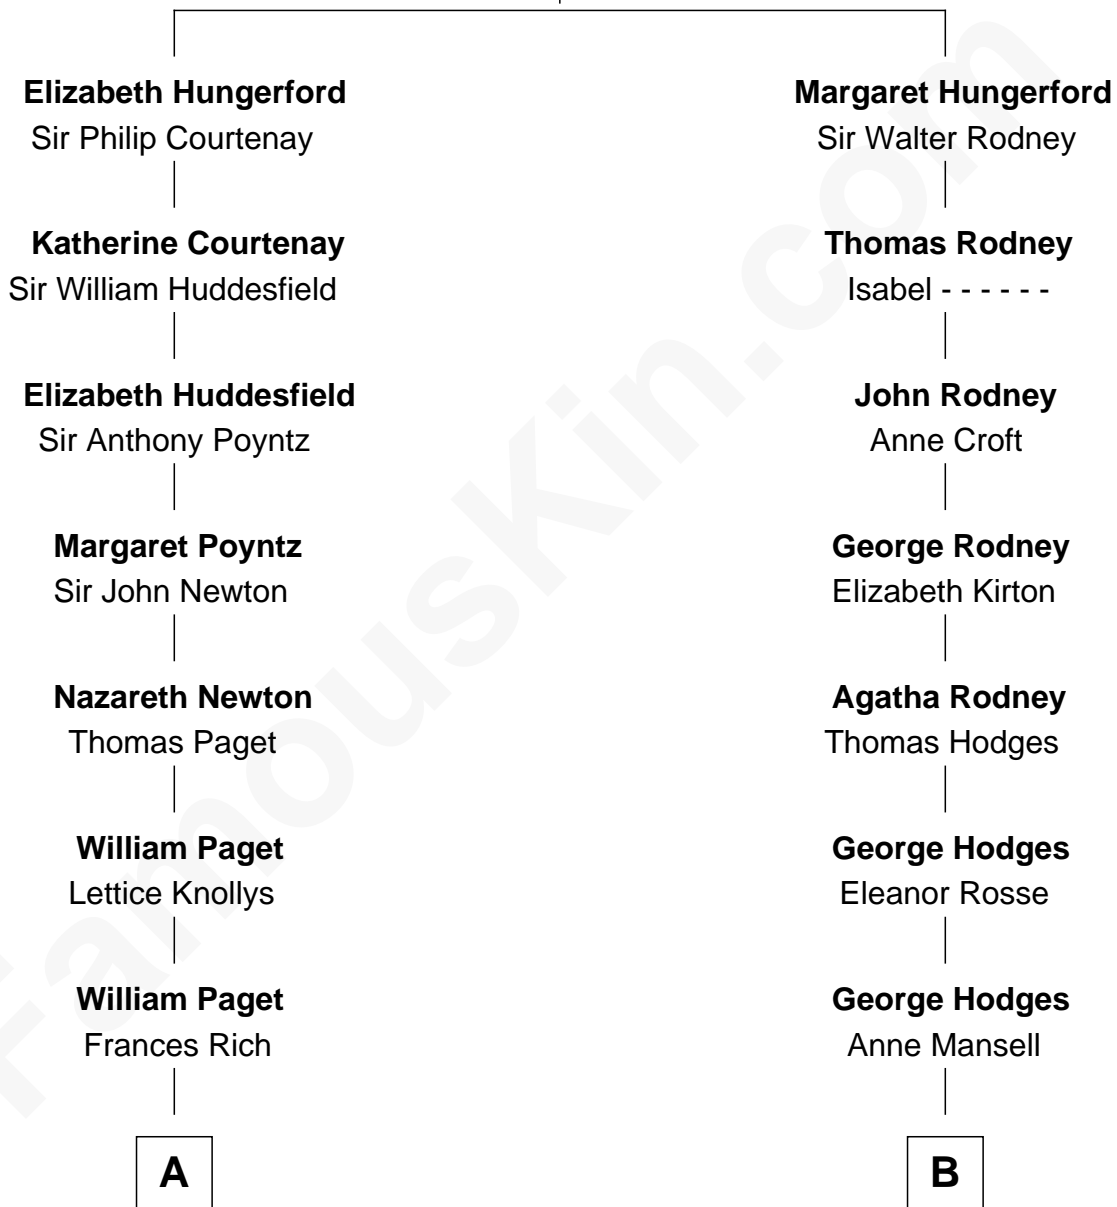 Elizabeth Hungerford
Sir Philip Courtenay
Margaret Hungerford
Sir Walter Rodney
Katherine Courtenay
Sir William Huddesfield
Thomas Rodney
Isabel - - - - - -
Elizabeth Huddesfield
Sir Anthony Poyntz
John Rodney
Anne Croft
Margaret Poyntz
Sir John Newton
George Rodney
Elizabeth Kirton
Nazareth Newton
Thomas Paget
Agatha Rodney
Thomas Hodges
William Paget
Lettice Knollys
George Hodges
Eleanor Rosse
William Paget
Frances Rich
George Hodges
Anne Mansell
A
B
FamousKin.com